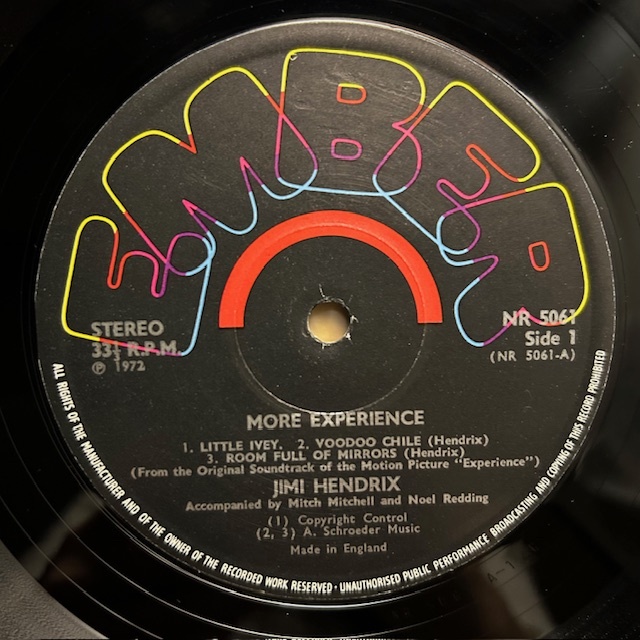 EMBER
STEREO
33⅓ R.P.M.
℗ 1972
NR 5061
Side 1
(NR 5061-A)
MORE EXPERIENCE
1. LITTLE IVEY. 2. VOODOO CHILE (Hendrix)
3. ROOM FULL OF MIRRORS (Hendrix)
(From the Original Soundtrack of the Motion Picture "Experience")
JIMI HENDRIX
Accompanied by Mitch Mitchell and Noel Redding
(1) Copyright Control
(2, 3) A. Schroeder Music
Made in England
ALL RIGHTS OF THE MANUFACTURER AND OF THE OWNER OF THE RECORDED WORK RESERVED · UNAUTHORISED PUBLIC PERFORMANCE BROADCASTING AND COPYING OF THIS RECORD PROHIBITED